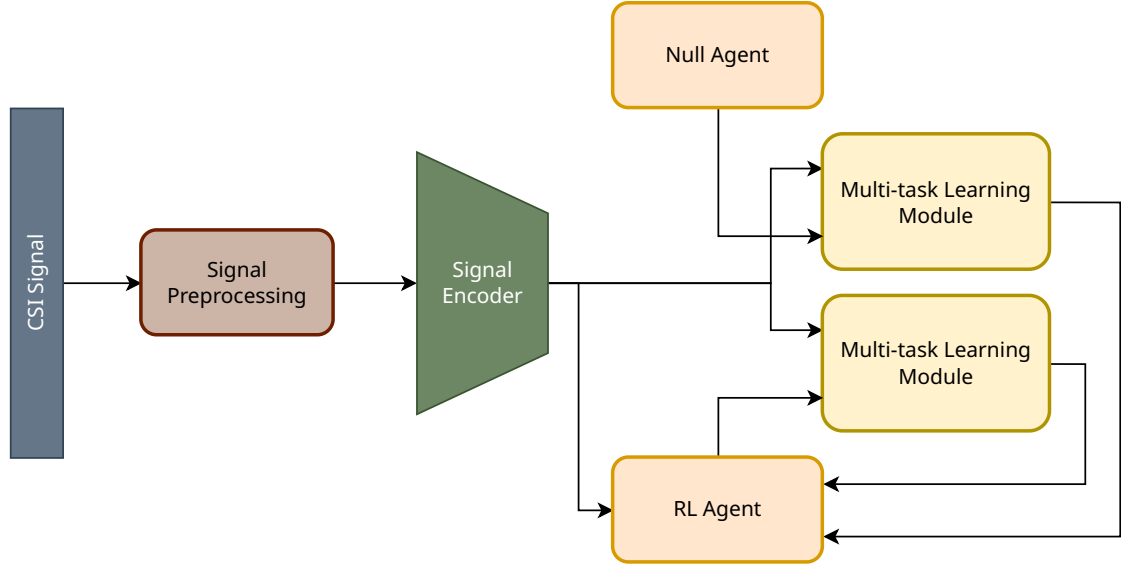 CSI Signal
Signal
Preprocessing
Signal
Encoder
Null Agent
Multi-task Learning
Module
Multi-task Learning
Module
RL Agent